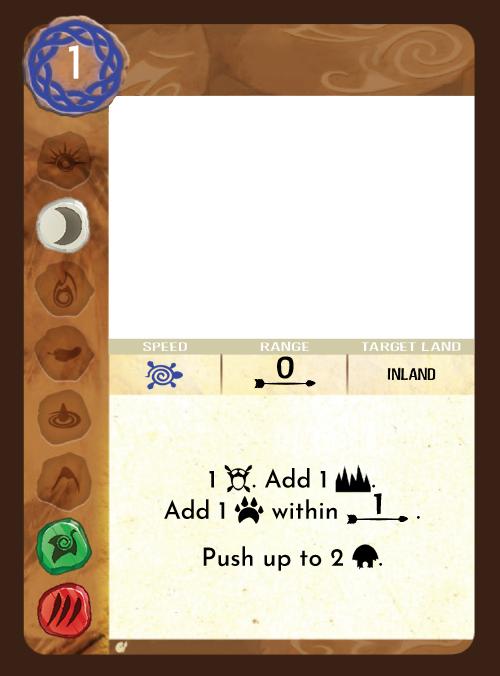 1
SPEED RANGE TARGET LAND
0 INLAND
1 . Add 1 .
Add 1 within 1 .
Push up to 2 .